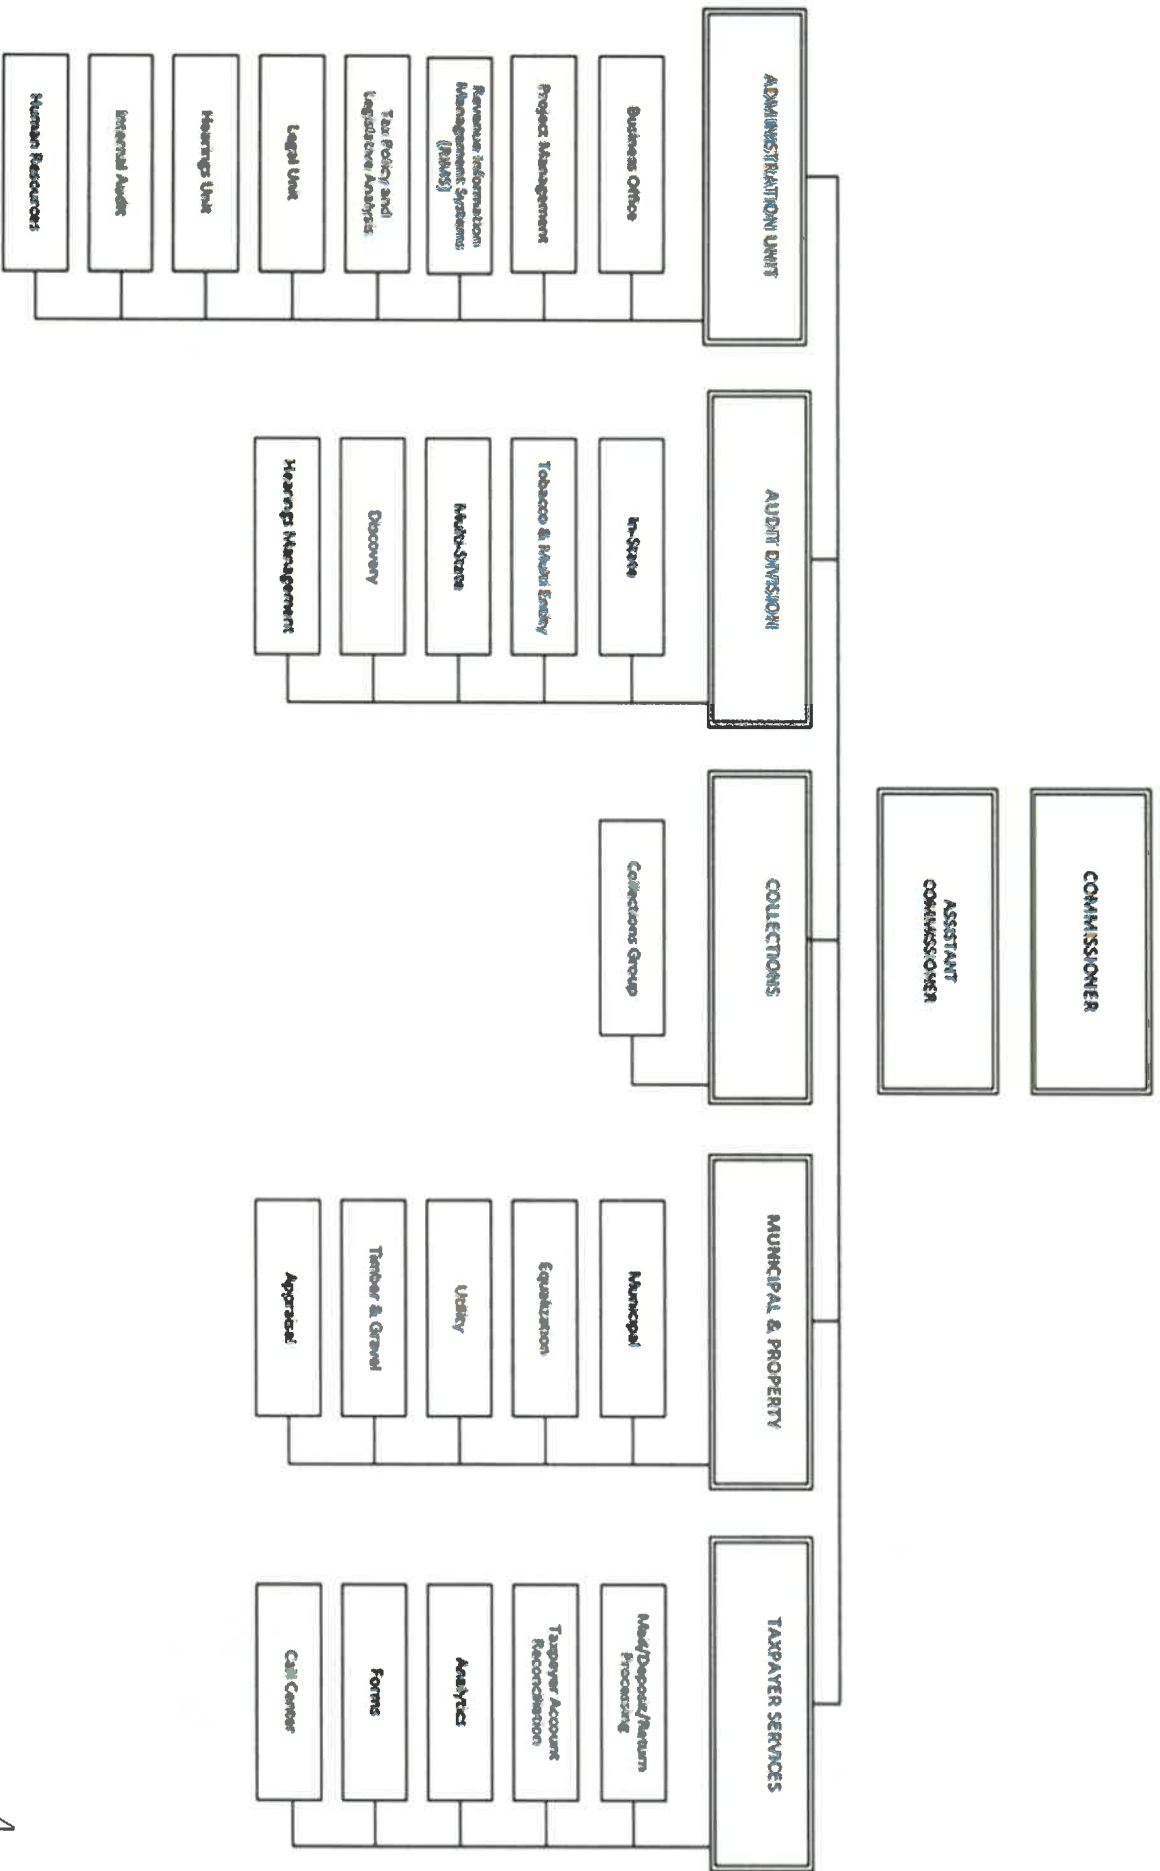 COMMISSIONER
ASSISTANT
COMMISSIONER
ADMINISTRATION UNIT
Business Office
Project Management
Revenue Information
Management Systems
(RIMS)
Tax Policy and
Legislative Analysis
Legal Unit
Hearings Unit
Internal Audit
Human Resources
AUDIT DIVISION
In-State
Tobacco & Multi Entity
Multi-State
Discovery
Hearings Management
COLLECTIONS
Collections Group
MUNICIPAL & PROPERTY
Municipal
Equalization
Utility
Timber & Gravel
Appraisal
TAXPAYER SERVICES
Mail/Deposit/Return
Processing
Taxpayer Account
Reconciliation
Analytics
Forms
Call Center